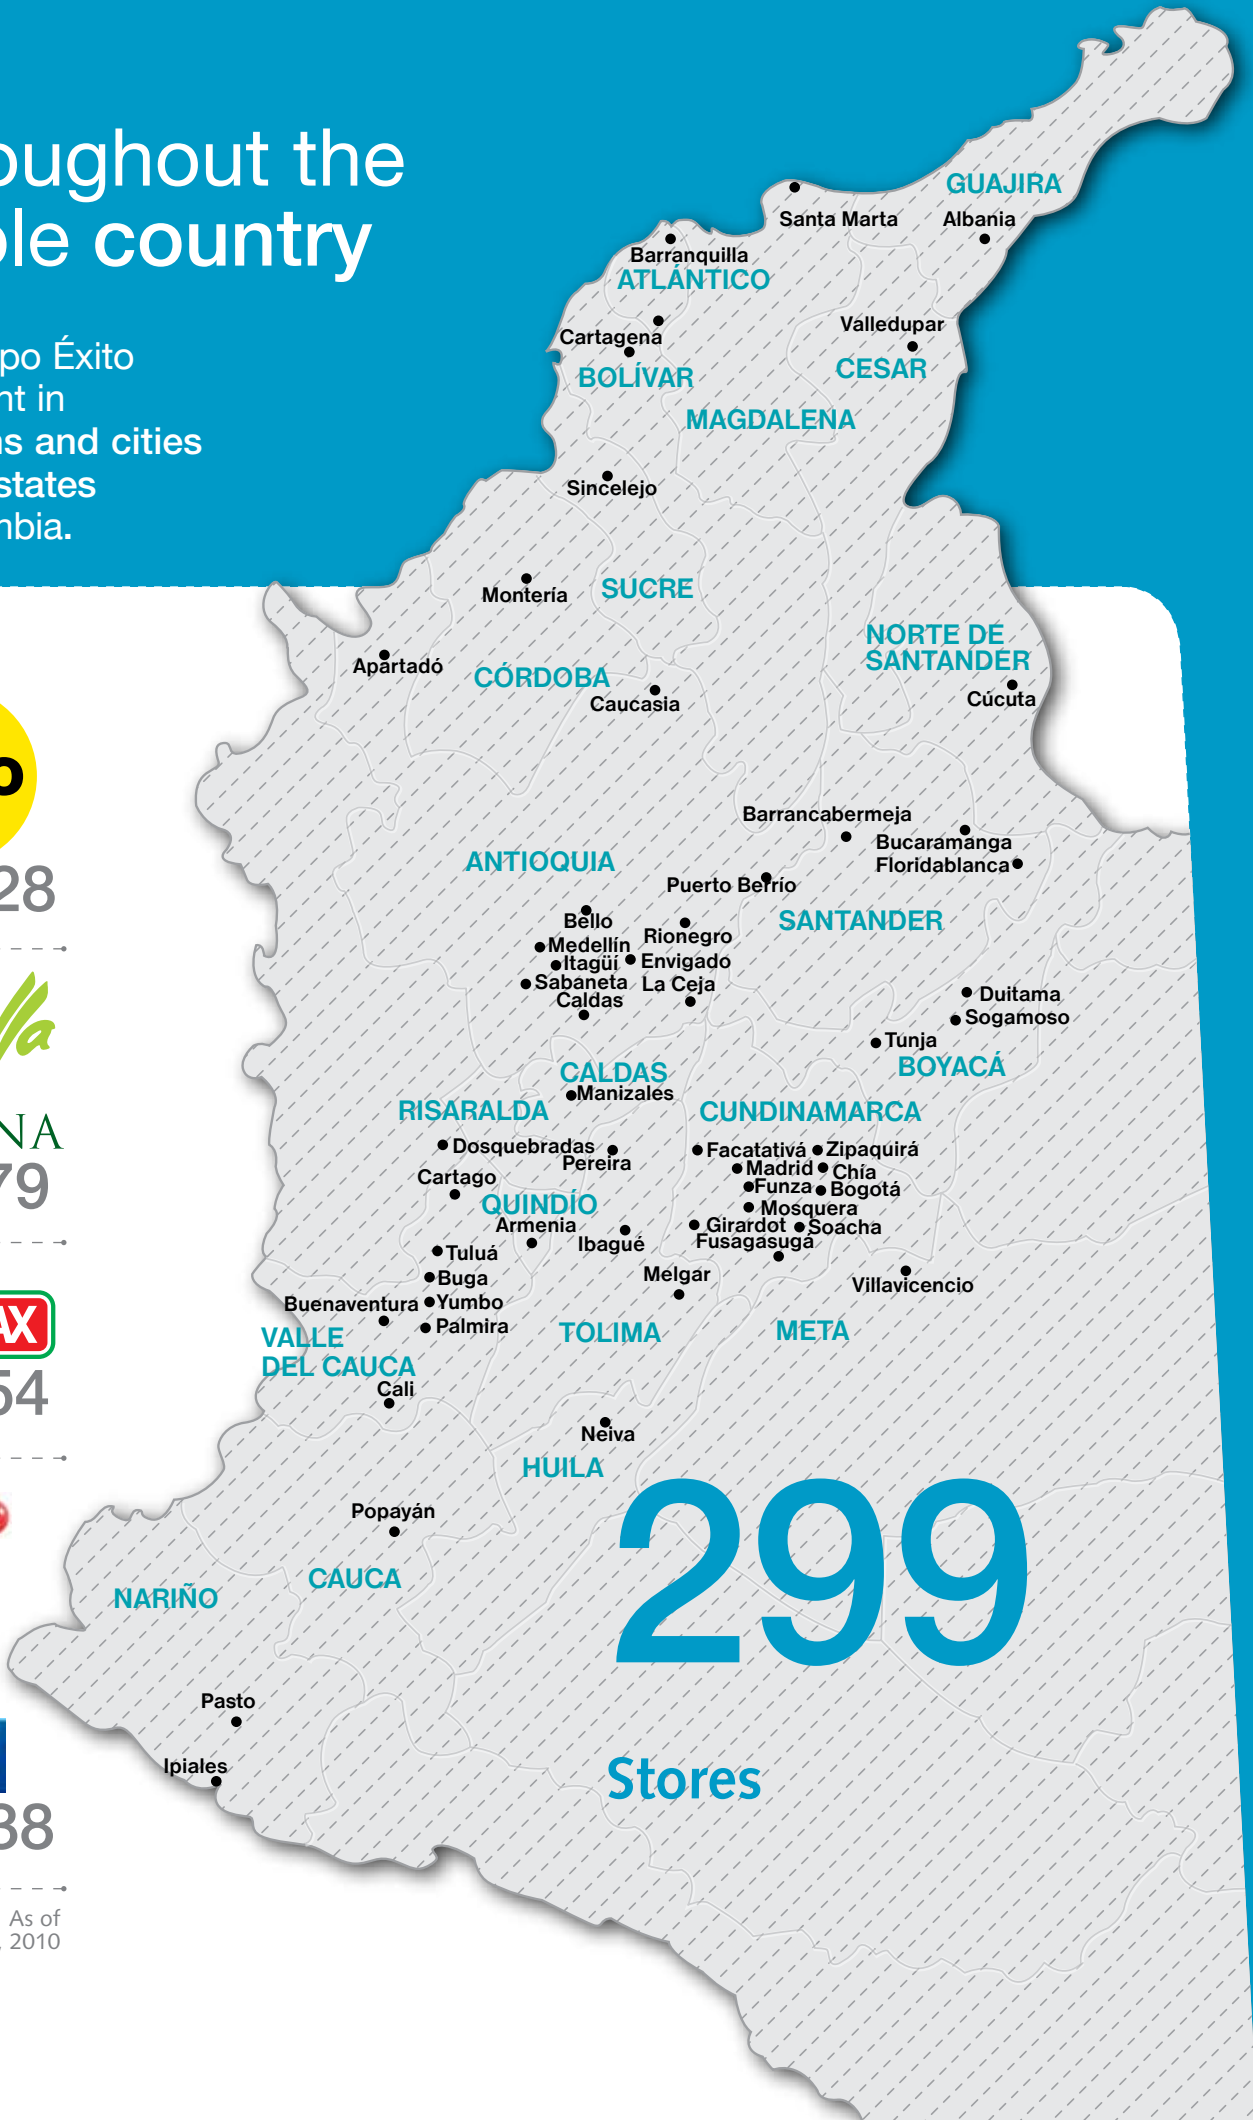 oughout the
ole country
po Éxito
nt in
ns and cities
states
mbia.
GUAJIRA
Santa Marta
Albania
Barranquilla
ATLÁNTICO
Valledupar
Cartagena
CESAR
BOLÍVAR
MAGDALENA
Sincelejo
Montería
SUCRE
NORTE DE
SANTANDER
Apartadó
CÓRDOBA
Cúcuta
Caucasia
o
28
Barrancabermeja
Bucaramanga
Floridablanca
ANTIOQUIA
Puerto Berrío
SANTANDER
Bello
Rionegro
Medellín
Itagüí
Envigado
Sabaneta
La Ceja
Caldas
Duitama
Sogamoso
Tunja
BOYACÁ
lla
CALDAS
Manizales
RISARALDA
CUNDINAMARCA
NA
79
Dosquebradas
Pereira
Facatativá
Zipaquirá
Madrid
Chía
Cartago
Funza
Bogotá
QUINDÍO
Mosquera
Armenia
Girardot
Soacha
Ibagué
Fusagasugá
Tuluá
Buga
Melgar
Villavicencio
Buenaventura
Yumbo
Palmira
VALLE
DEL CAUCA
TOLIMA
META
AX
54
Cali
Neiva
HUILA
299
Popayán
CAUCA
NARIÑO
Pasto
Ipiales
Stores
38
As of
, 2010